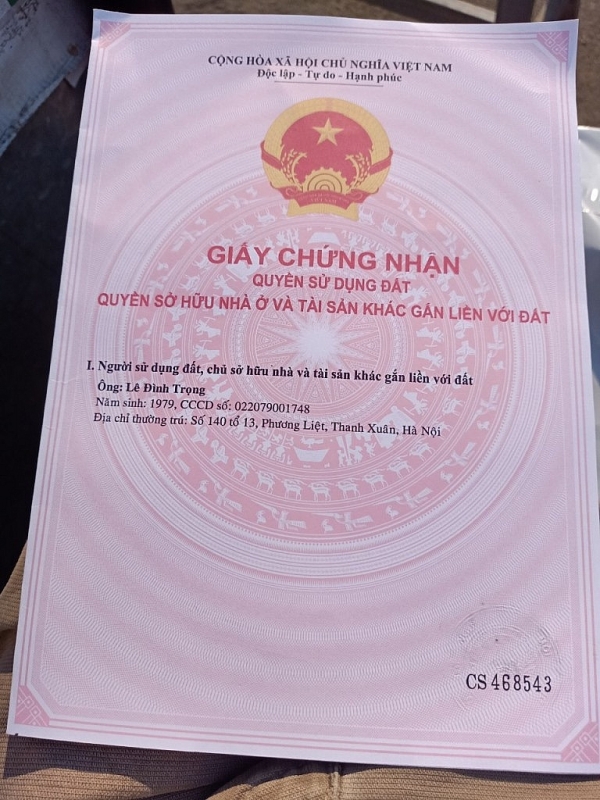 CỘNG HÒA XÃ HỘI CHỦ NGHĨA VIỆT NAM
Độc lập - Tự do - Hạnh phúc
GIẤY CHỨNG NHẬN
QUYỀN SỬ DỤNG ĐẤT
QUYỀN SỞ HỮU NHÀ Ở VÀ TÀI SẢN KHÁC GẮN LIỀN VỚI ĐẤT
I. Người sử dụng đất, chủ sở hữu nhà và tài sản khác gắn liền với đất
Ông: Lê Đình Trọng
Năm sinh: 1979, CCCD số: 022079001748
Địa chỉ thường trú: Số 140 tổ 13, Phương Liệt, Thanh Xuân, Hà Nội
CS 468543